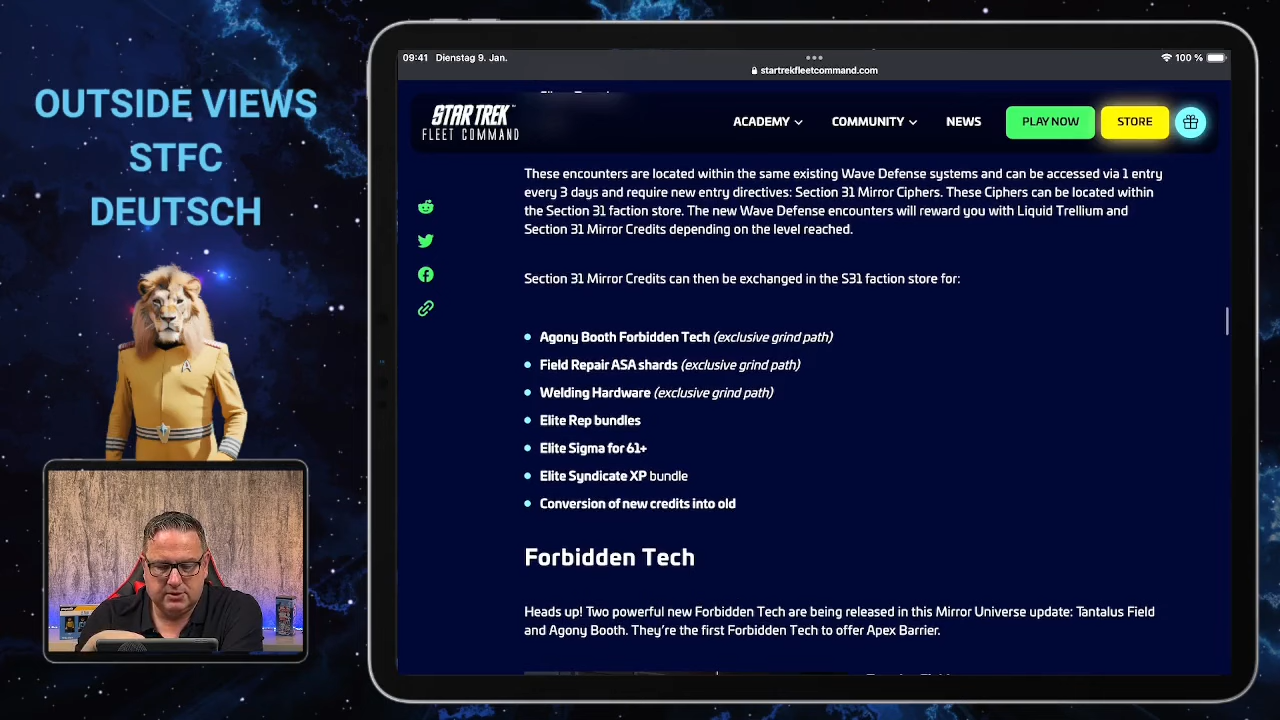 OUTSIDE VIEWS
STFC
DEUTSCH
09:41 Dienstag 9. Jan.
100 %
startrekfleetcommand.com
STAR TREK
FLEET COMMAND
ACADEMY
COMMUNITY
NEWS
PLAY NOW
STORE
These encounters are located within the same existing Wave Defense systems and can be accessed via 1 entry
every 3 days and require new entry directives: Section 31 Mirror Ciphers. These Ciphers can be located within
the Section 31 faction store. The new Wave Defense encounters will reward you with Liquid Trellium and
Section 31 Mirror Credits depending on the level reached.
Section 31 Mirror Credits can then be exchanged in the S31 faction store for:
• Agony Booth Forbidden Tech (exclusive grind path)
• Field Repair ASA shards (exclusive grind path)
• Welding Hardware (exclusive grind path)
• Elite Rep bundles
• Elite Sigma for 61+
• Elite Syndicate XP bundle
• Conversion of new credits into old
Forbidden Tech
Heads up! Two powerful new Forbidden Tech are being released in this Mirror Universe update: Tantalus Field
and Agony Booth. They’re the first Forbidden Tech to offer Apex Barrier.